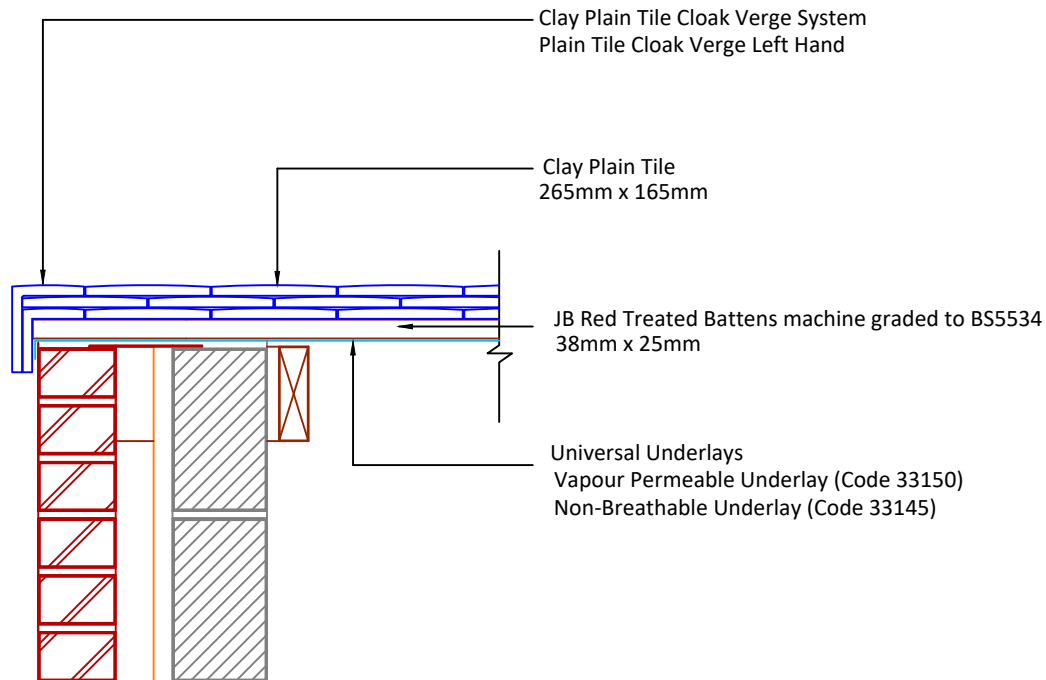 Clay Plain Tile Cloak Verge System
Plain Tile Cloak Verge Left Hand
Clay Plain Tile
265mm x 165mm
JB Red Treated Battens machine graded to BS5534
38mm x 25mm
Universal Underlays
Vapour Permeable Underlay (Code 33150)
Non-Breathable Underlay (Code 33145)